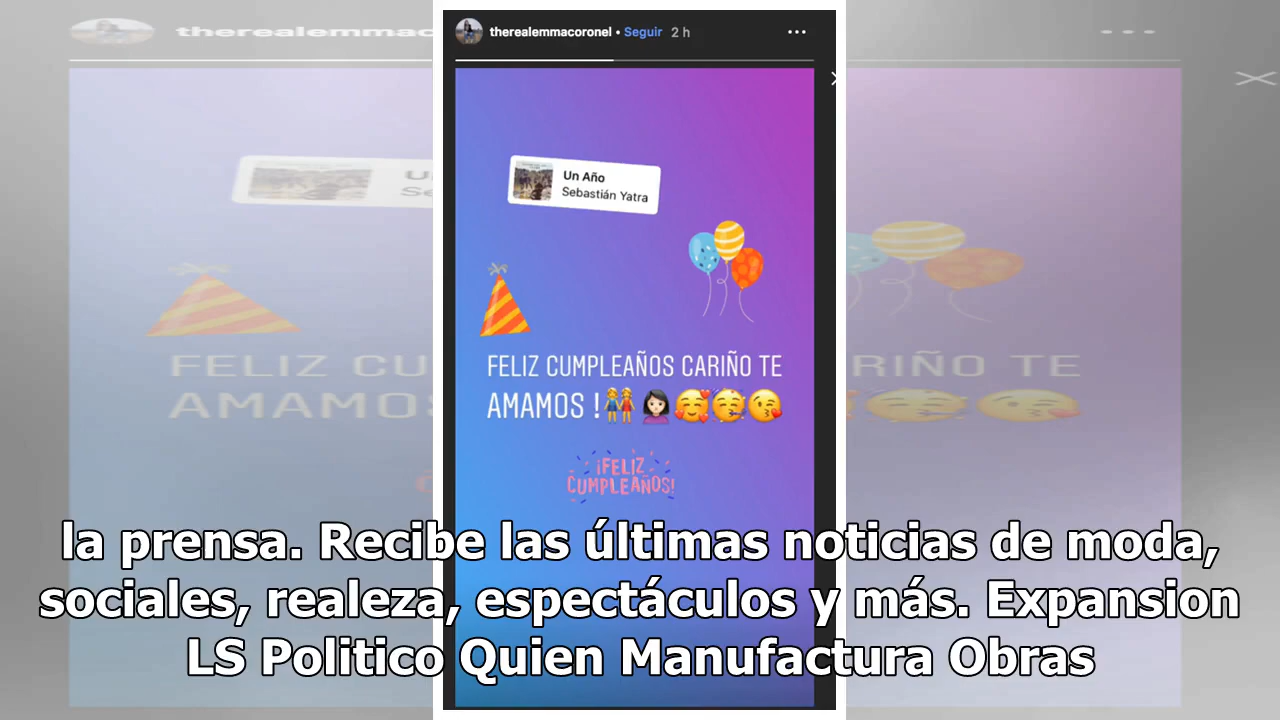 therealemmacoronel • Seguir 2 h
Un Año
Sebastián Yatra
FELIZ CUMPLEAÑOS CARIÑO TE
AMAMOS !
¡FELIZ
CUMPLEAÑOS!
la prensa. Recibe las últimas noticias de moda,
sociales, realeza, espectáculos y más. Expansion
LS Politico Quien Manufactura Obras